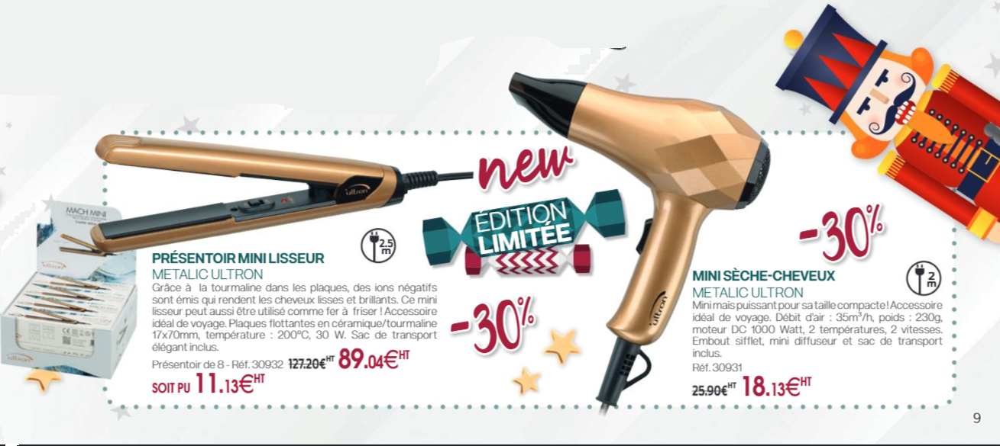 MACH MINI
ultron
new
ÉDITION
LIMITÉE
-30%
-30%
2.5
m
PRÉSENTOIR MINI LISSEUR
METALIC ULTRON
Grâce à la tourmaline dans les plaques, des ions négatifs
sont émis qui rendent les cheveux lisses et brillants. Ce mini
lisseur peut aussi être utilisé comme fer à friser ! Accessoire
idéal de voyage. Plaques flottantes en céramique/tourmaline
17x70mm, température : 200°C, 30 W. Sac de transport
élégant inclus.
Présentoir de 8 - Réf. 30932 127.20€HT 89.04€HT
SOIT PU 11.13€HT
ultron
2
m
MINI SÈCHE-CHEVEUX
METALIC ULTRON
Mini mais puissant pour sa taille compacte! Accessoire
idéal de voyage. Débit d'air : 35m³/h, poids : 230g,
moteur DC 1000 Watt, 2 températures, 2 vitesses.
Embout sifflet, mini diffuseur et sac de transport
inclus.
Réf. 30931
25.90€HT 18.13€HT
ultron
9